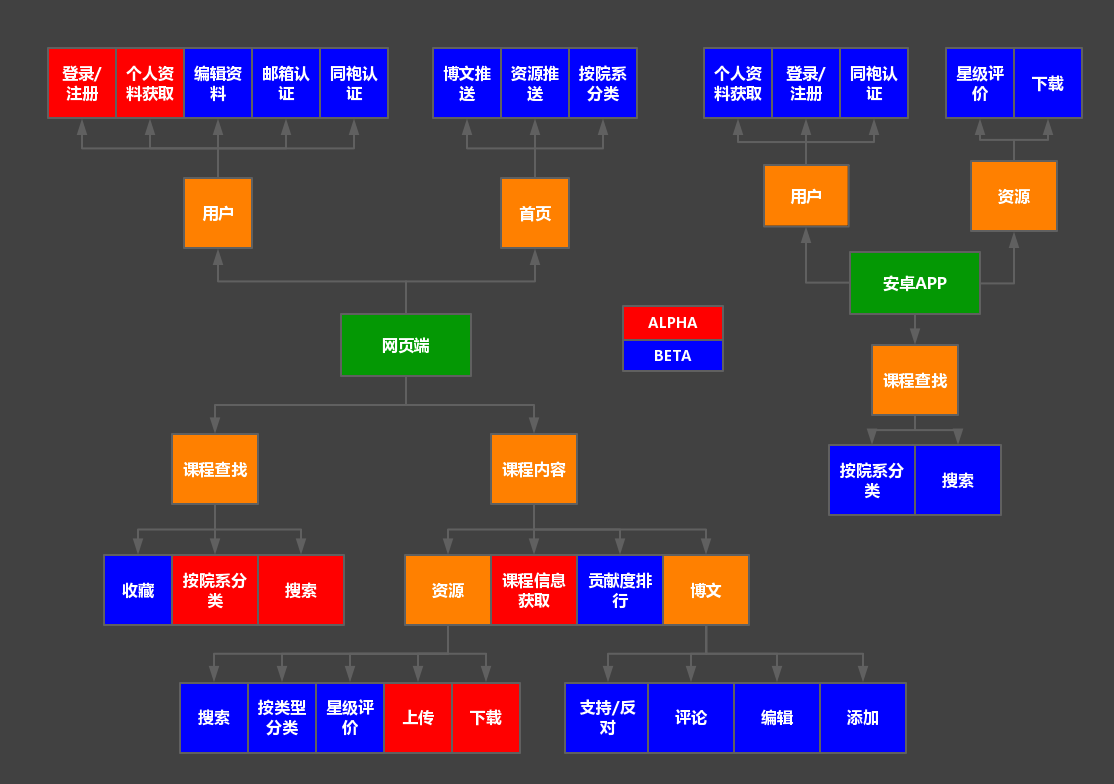 登录/
注册
个人资
料获取
编辑资
料
邮箱认
证
同袍认
证
博文推
送
资源推
送
按院系
分类
个人资
料获取
登录/
注册
同袍认
证
星级评
价
下载
用户
首页
用户
资源
安卓APP
网页端
ALPHA
BETA
课程查找
课程查找
课程内容
按院系分
类
搜索
收藏
按院系分
类
搜索
资源
课程信息
获取
贡献度排
行
博文
搜索
按类型
分类
星级评
价
上传
下载
支持/反
对
评论
编辑
添加